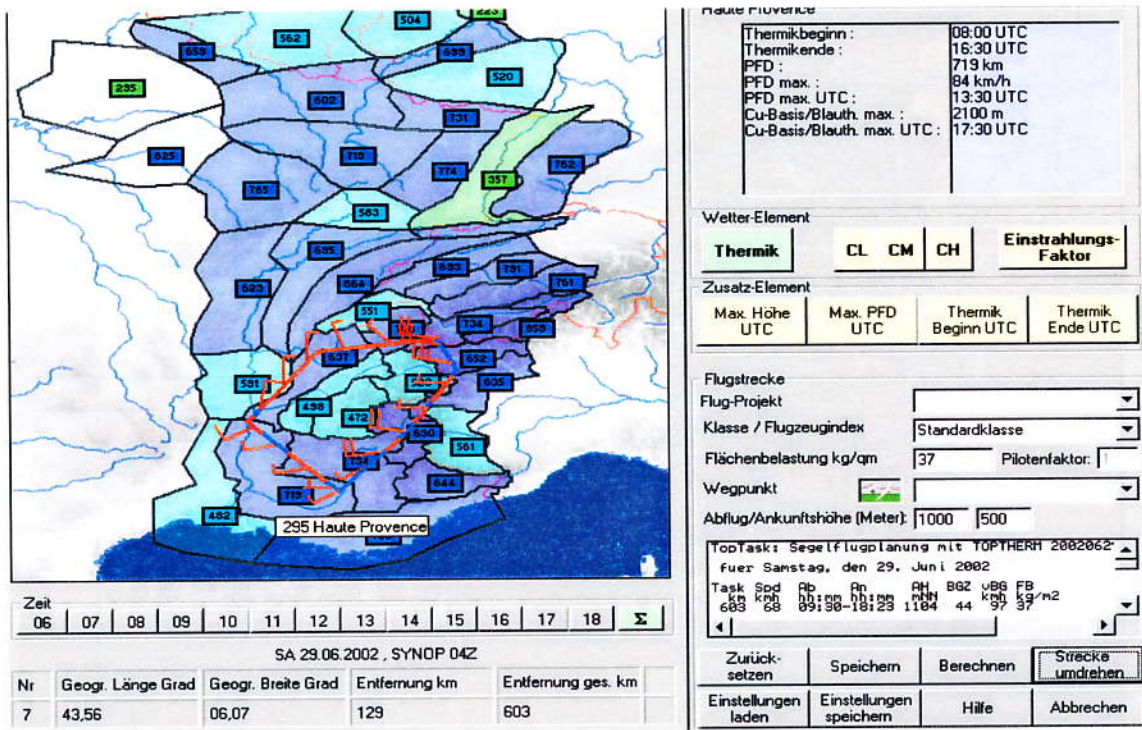 562
504
223
659
699
295
520
602
731
625
719
774
762
765
357
583
695
693
791
623
664
761
551
734
859
637
652
591
635
498
472
630
561
734
719
644
482
295 Haute Provence
Zeit
06 07 08 09 10 11 12 13 14 15 16 17 18 Σ
SA 29.06.2002 , SYNOP 04Z
Nr Geogr. Länge Grad Geogr. Breite Grad Entfernung km Entfernung ges. km
7 43,56 06,07 129 603
Haute Provence
Thermikbeginn : 08:00 UTC
Thermikende : 16:30 UTC
PFD : 719 km
PFD max. : 84 km/h
PFD max. UTC : 13:30 UTC
Cu-Basis/Blauth. max. : 2100 m
Cu-Basis/Blauth. max. UTC : 17:30 UTC
Wetter-Element
Thermik CL CM CH Einstrahlungs-
Faktor
Zusatz-Element
Max. Höhe Max. PFD Thermik Thermik
UTC UTC Beginn UTC Ende UTC
Flugstrecke
Flug-Projekt
Klasse / Flugzeugindex Standardklasse
Flächenbelastung kg/qm 37 Pilotenfaktor: 1
Wegpunkt
Abflug/Ankunftshöhe (Meter): 1000 500
TopTask: Segelflugplanung mit TOPTHERM 2002062
fuer Samstag, den 29. Juni 2002
Task Spd Ab An AH BGZ vBG FB
km kmh hh:mm hh:mm mNN kmh kg/m2
603 68 09:30-18:23 1104 44 97 37
Zurück- Speichern Berechnen Strecke
setzen umdrehen
Einstellungen Einstellungen Hilfe Abbrechen
laden speichern